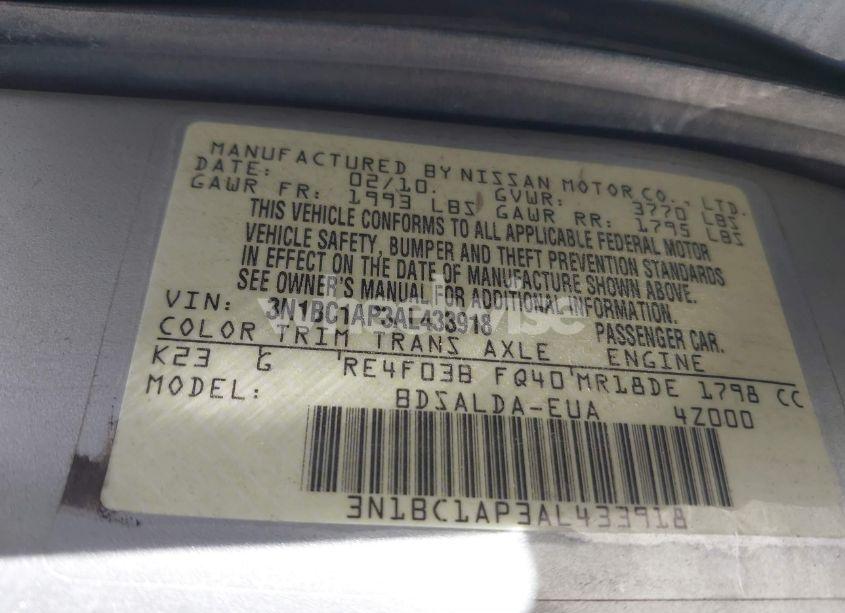 MANUFACTURED BY NISSAN MOTOR CO., LTD.
DATE: 02/10. GVWR: 3770 LBS
GAWR FR: 1993 LBS GAWR RR: 1795 LBS
THIS VEHICLE CONFORMS TO ALL APPLICABLE FEDERAL MOTOR
VEHICLE SAFETY, BUMPER AND THEFT PREVENTION STANDARDS
IN EFFECT ON THE DATE OF MANUFACTURE SHOWN ABOVE.
SEE OWNER'S MANUAL FOR ADDITIONAL INFORMATION.
VIN: 3N1BC1AP3AL433918 PASSENGER CAR.
COLOR TRIM TRANS AXLE ENGINE
K23 G RE4F03B FQ40 MR18DE 1798 CC
MODEL: BDSALDA-EUA 4Z000
3N1BC1AP3AL433918